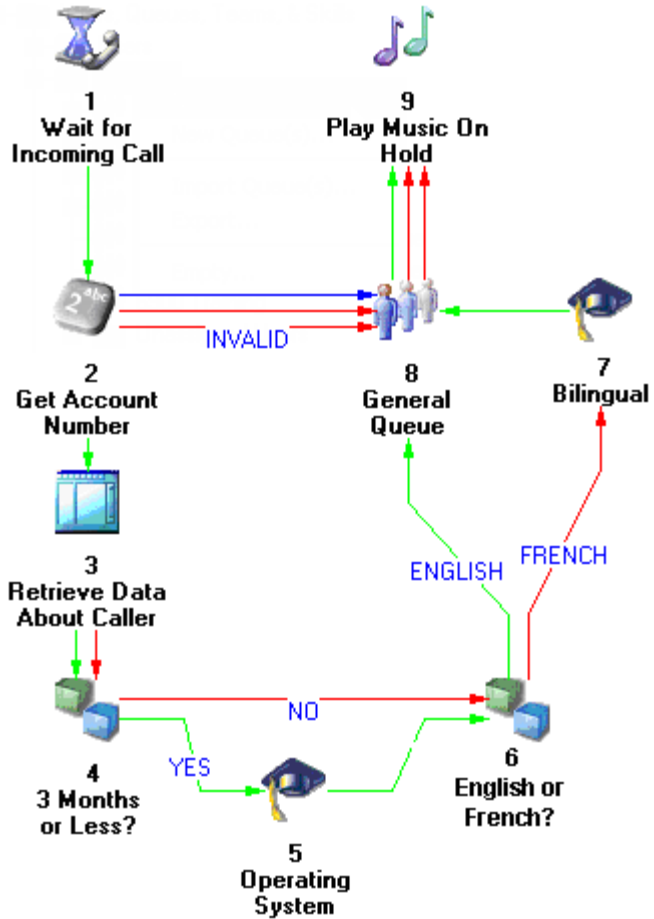 1
Wait for
Incoming Call
9
Play Music On
Hold
2 abc
INVALID
2
Get Account
Number
8
General
Queue
7
Bilingual
3
Retrieve Data
About Caller
ENGLISH
FRENCH
NO
YES
4
3 Months
or Less?
5
Operating
System
6
English or
French?